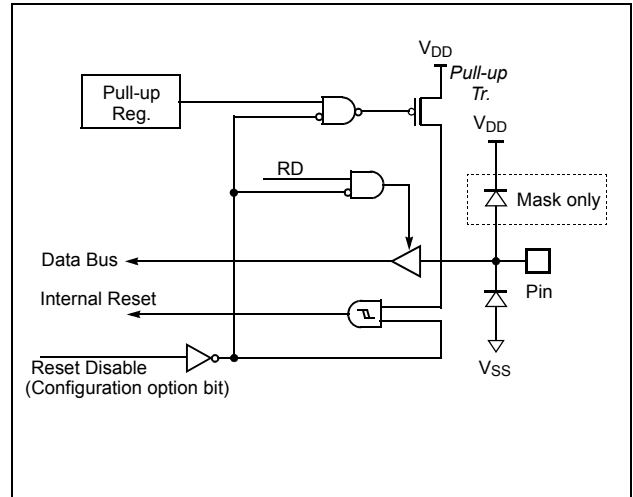 VDD
Pull-up
Tr.
Pull-up
Reg.
VDD
RD
Mask only
Data Bus
Pin
Internal Reset
Reset Disable
(Configuration option bit)
VSS